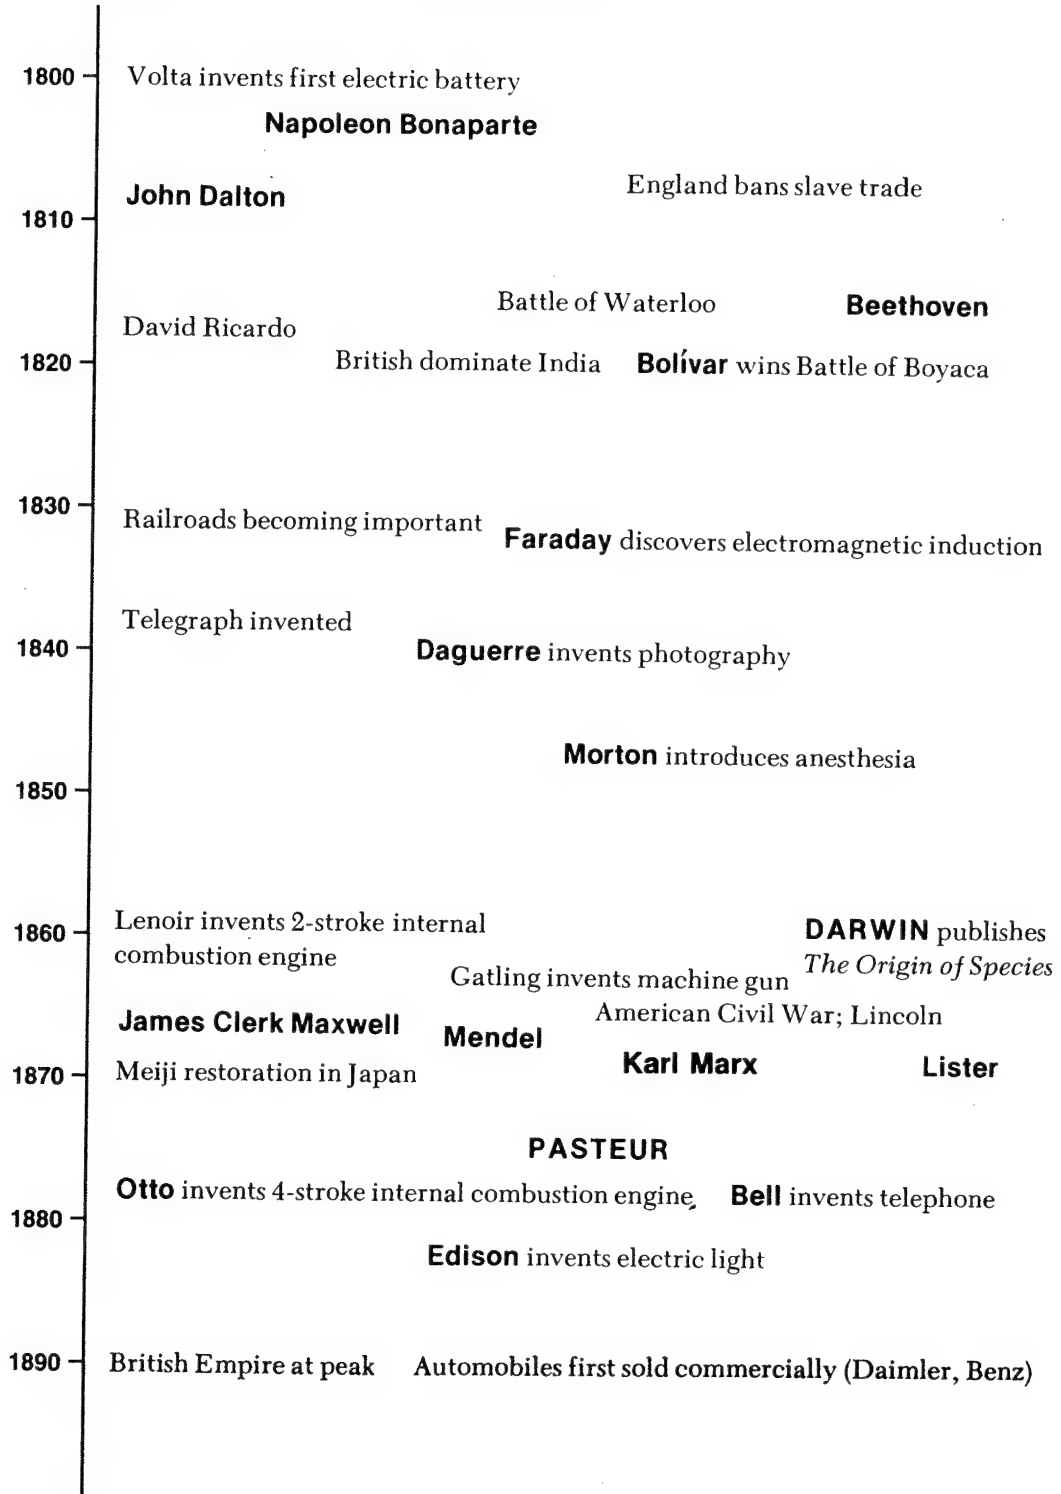 1800 Volta invents first electric battery
Napoleon Bonaparte
England bans slave trade
John Dalton
1810
Battle of Waterloo Beethoven
David Ricardo
1820 British dominate India Bolívar wins Battle of Boyaca
1830
Railroads becoming important
Faraday discovers electromagnetic induction
Telegraph invented
1840 Daguerre invents photography
Morton introduces anesthesia
1850
Lenoir invents 2-stroke internal
combustion engine
1860
DARWIN publishes
The Origin of Species
Gatling invents machine gun
American Civil War; Lincoln
James Clerk Maxwell Mendel
Karl Marx Lister
1870 Meiji restoration in Japan
PASTEUR
Otto invents 4-stroke internal combustion engine Bell invents telephone
1880
Edison invents electric light
1890 British Empire at peak Automobiles first sold commercially (Daimler, Benz)